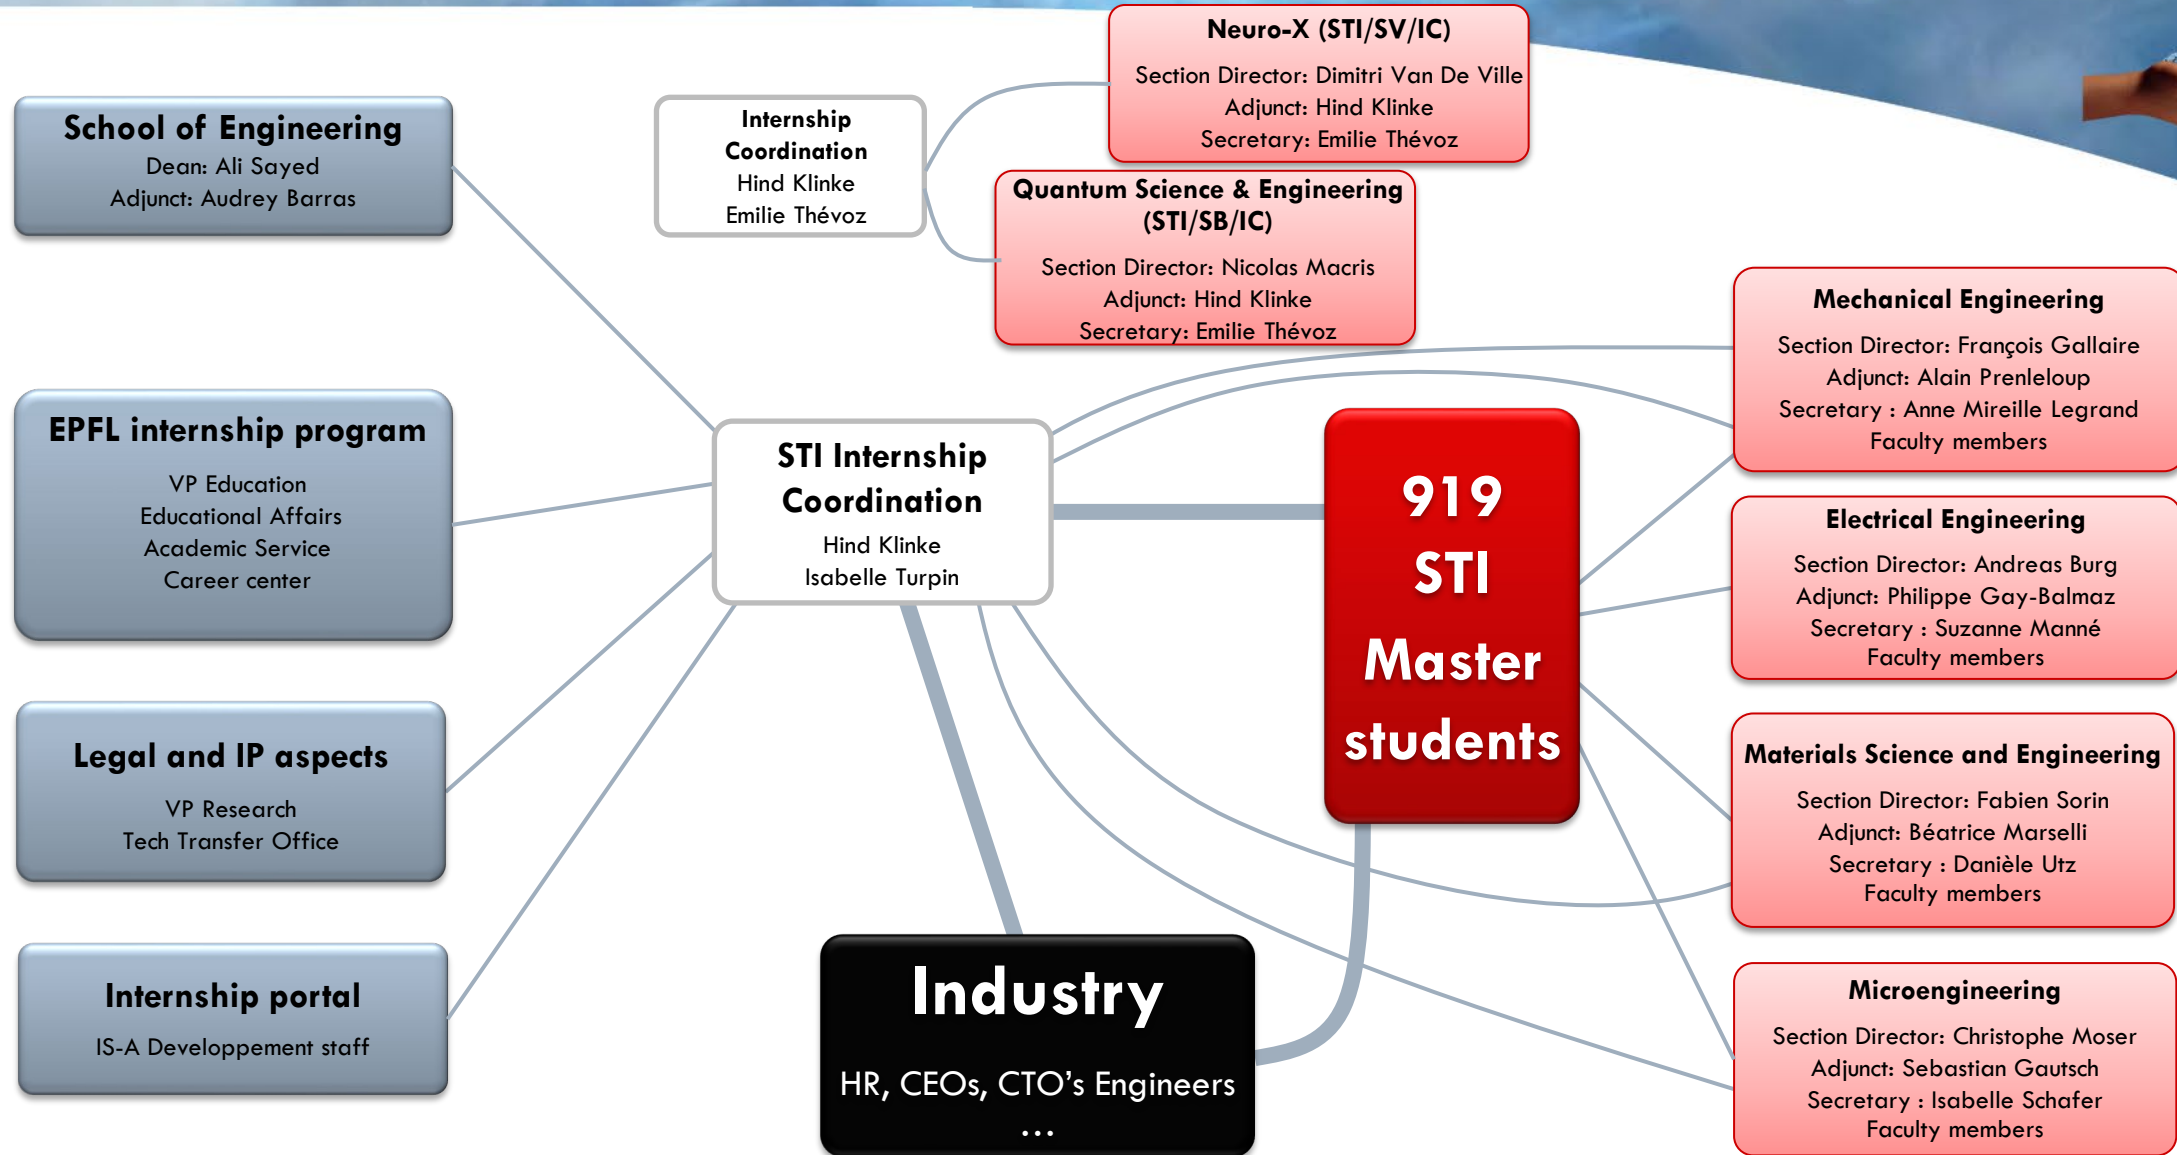 School of Engineering
Dean: Ali Sayed
Adjunct: Audrey Barras
EPFL internship program
VP Education
Educational Affairs
Academic Service
Career center
Legal and IP aspects
VP Research
Tech Transfer Office
Internship portal
IS-A Developpement staff
Internship
Coordination
Hind Klinke
Emilie Thévoz
Neuro-X (STI/SV/IC)
Section Director: Dimitri Van De Ville
Adjunct: Hind Klinke
Secretary: Emilie Thévoz
Quantum Science & Engineering
(STI/SB/IC)
Section Director: Nicolas Macris
Adjunct: Hind Klinke
Secretary: Emilie Thévoz
STI Internship
Coordination
Hind Klinke
Isabelle Turpin
919
STI
Master
students
Industry
HR, CEOs, CTO’s Engineers
…
Mechanical Engineering
Section Director: François Gallaire
Adjunct: Alain Prenleloup
Secretary : Anne Mireille Legrand
Faculty members
Electrical Engineering
Section Director: Andreas Burg
Adjunct: Philippe Gay-Balmaz
Secretary : Suzanne Manné
Faculty members
Materials Science and Engineering
Section Director: Fabien Sorin
Adjunct: Béatrice Marselli
Secretary : Danièle Utz
Faculty members
Microengineering
Section Director: Christophe Moser
Adjunct: Sebastian Gautsch
Secretary : Isabelle Schafer
Faculty members